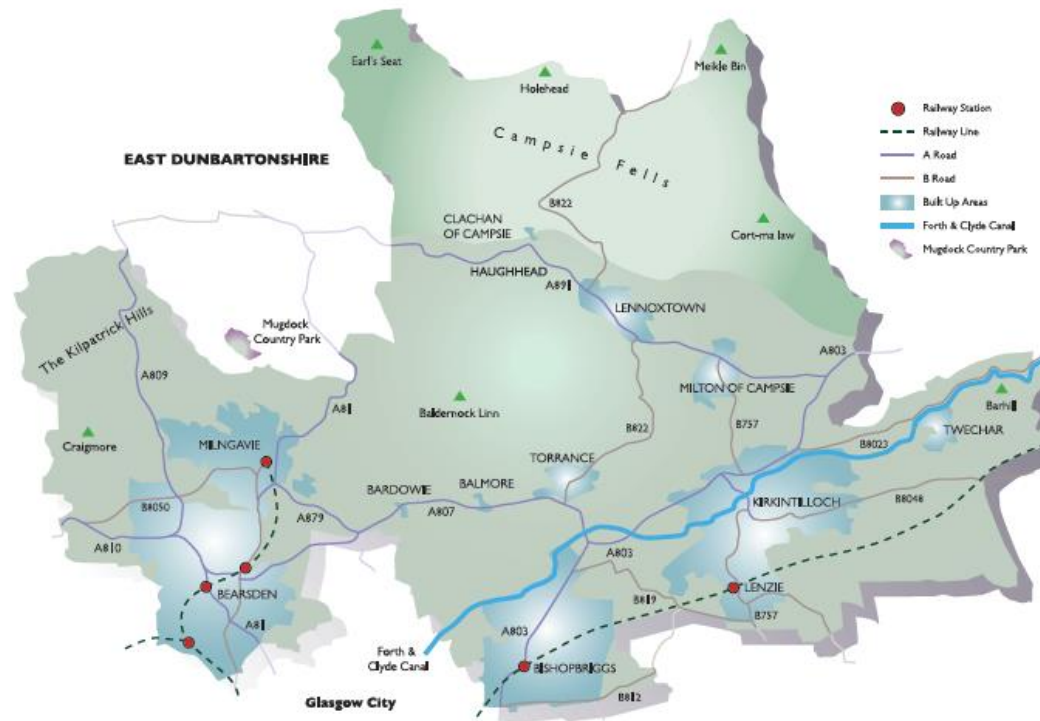 Earl's Seat
Holehead
Meikle Bin
Railway Station
Railway Line
A Road
B Road
Built Up Areas
Forth & Clyde Canal
Mugdock Country Park
EAST DUNBARTONSHIRE
Campsie Fells
B822
CLACHAN
OF CAMPSIE
Cort-ma law
HAUGHHEAD
A891
LENNOXTOWN
The Kilpatrick Hills
Mugdock
Country Park
A803
A809
A81
MILTON OF CAMPSIE
Baldernock Linn
Barhill
Craigmore
MILNGAVIE
B822
B757
TWECHAR
B8023
TORRANCE
BARDOWIE
BALMORE
KIRKINTILLOCH
B8048
B8050
A879
A807
A810
A803
BEARSDEN
LENZIE
B819
B757
A81
A803
Forth &
Clyde Canal
BISHOPBRIGGS
Glasgow City
B812